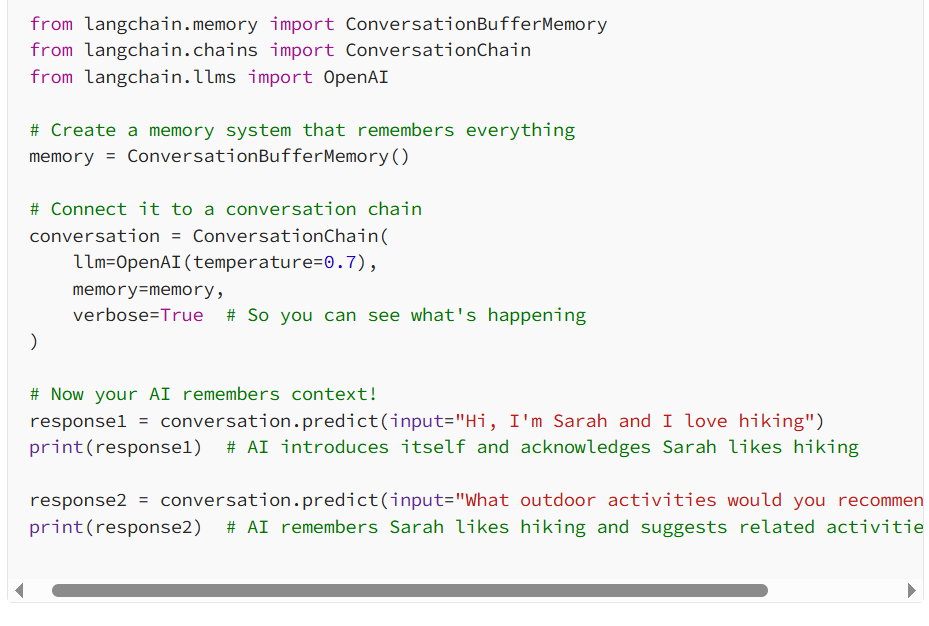 from langchain.memory import ConversationBufferMemory
from langchain.chains import ConversationChain
from langchain.llms import OpenAI

# Create a memory system that remembers everything
memory = ConversationBufferMemory()

# Connect it to a conversation chain
conversation = ConversationChain(
    llm=OpenAI(temperature=0.7),
    memory=memory,
    verbose=True  # So you can see what's happening
)

# Now your AI remembers context!
response1 = conversation.predict(input="Hi, I'm Sarah and I love hiking")
print(response1)  # AI introduces itself and acknowledges Sarah likes hiking

response2 = conversation.predict(input="What outdoor activities would you recommen
print(response2)  # AI remembers Sarah likes hiking and suggests related activitie